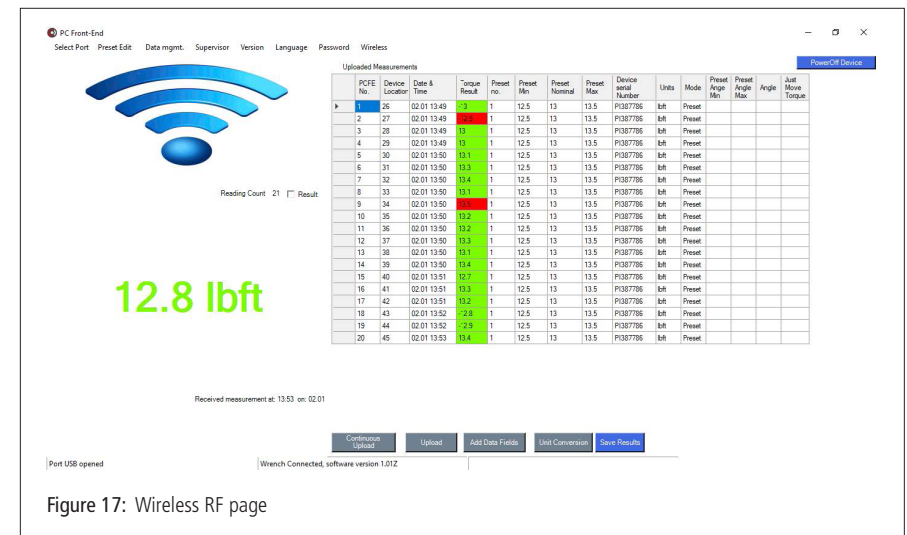 PC Front-End
Select Port Preset Edit Data mgmt. Supervisor Version Language Password Wireless
Uploaded Measurements
PowerOff Device
PCFE No. Device Location Date & Time Torque Result Preset no. Preset Min Preset Nominal Preset Max Device serial Number Units Mode Preset Ange Min Preset Angle Max Angle Just Move Torque
1 26 02.01 13:49 -13 1 12.5 13 13.5 PI387786 lbft Preset
2 27 02.01 13:49 1 12.5 13 13.5 PI387786 lbft Preset
3 28 02.01 13:49 13 1 12.5 13 13.5 PI387786 lbft Preset
4 29 02.01 13:49 13 1 12.5 13 13.5 PI387786 lbft Preset
5 30 02.01 13:50 13.1 1 12.5 13 13.5 PI387786 lbft Preset
6 31 02.01 13:50 13.3 1 12.5 13 13.5 PI387786 lbft Preset
7 32 02.01 13:50 13.4 1 12.5 13 13.5 PI387786 lbft Preset
8 33 02.01 13:50 13.1 1 12.5 13 13.5 PI387786 lbft Preset
9 34 02.01 13:50 1 12.5 13 13.5 PI387786 lbft Preset
10 35 02.01 13:50 13.2 1 12.5 13 13.5 PI387786 lbft Preset
11 36 02.01 13:50 13.2 1 12.5 13 13.5 PI387786 lbft Preset
12 37 02.01 13:50 13.3 1 12.5 13 13.5 PI387786 lbft Preset
13 38 02.01 13:50 13.1 1 12.5 13 13.5 PI387786 lbft Preset
14 39 02.01 13:50 13.4 1 12.5 13 13.5 PI387786 lbft Preset
15 40 02.01 13:51 12.7 1 12.5 13 13.5 PI387786 lbft Preset
16 41 02.01 13:51 13.3 1 12.5 13 13.5 PI387786 lbft Preset
17 42 02.01 13:51 13.2 1 12.5 13 13.5 PI387786 lbft Preset
18 43 02.01 13:52 12.8 1 12.5 13 13.5 PI387786 lbft Preset
19 44 02.01 13:52 12.9 1 12.5 13 13.5 PI387786 lbft Preset
20 45 02.01 13:53 13.4 1 12.5 13 13.5 PI387786 lbft Preset
Reading Count 21 Result
12.8 lbft
Received measurement at: 13:53 on: 02.01
Continuous Upload Upload Add Data Fields Unit Conversion Save Results
Port USB opened Wrench Connected, software version 1.01Z
Figure 17: Wireless RF page